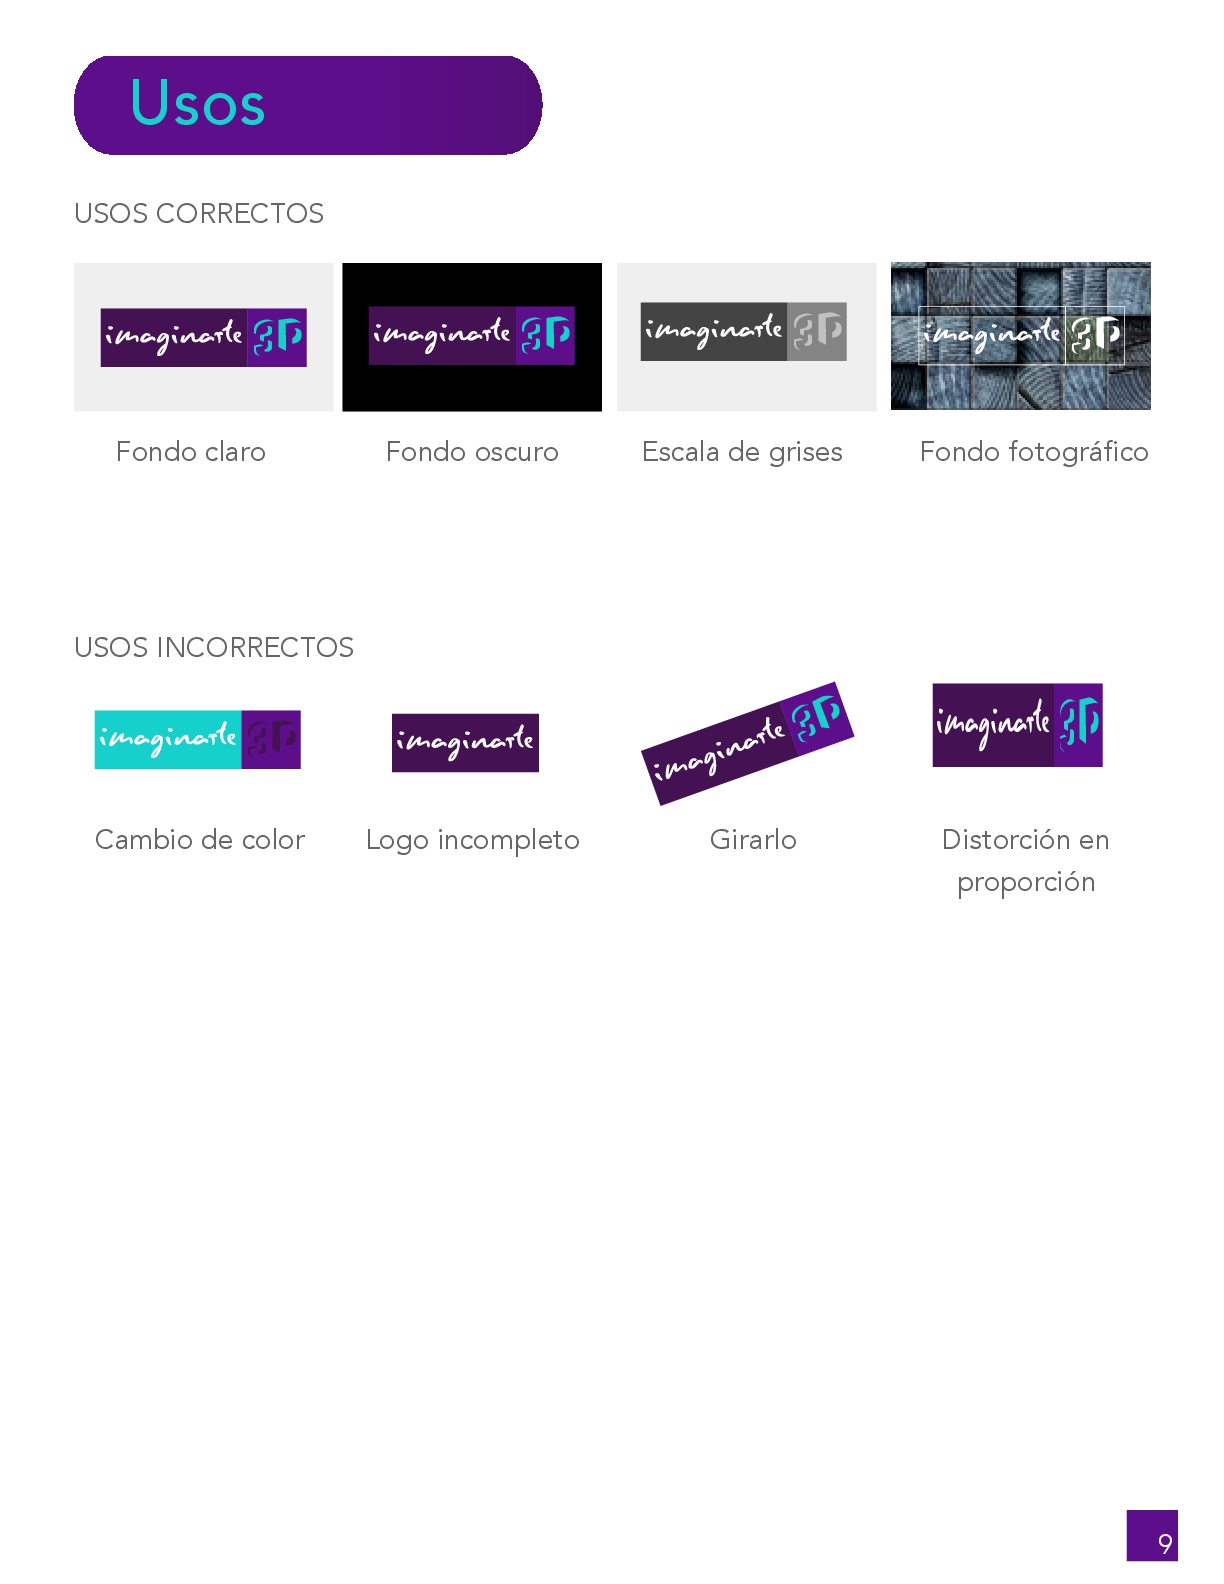 Usos
USOS CORRECTOS
imaginarte 3D
imaginarte 3D
imaginarte 3D
imaginarte 3D
Fondo claro
Fondo oscuro
Escala de grises
Fondo fotográfico
USOS INCORRECTOS
imaginarte 3D
imaginarte
imaginarte 3D
imaginarte 3D
Cambio de color
Logo incompleto
Girarlo
Distorción en
proporción
9